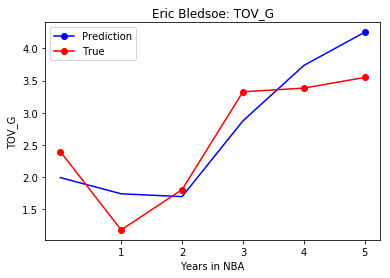 Eric Bledsoe: TOV_G
Prediction
True
TOV_G
4.0
3.5
3.0
2.5
2.0
1.5
1 2 3 4 5
Years in NBA